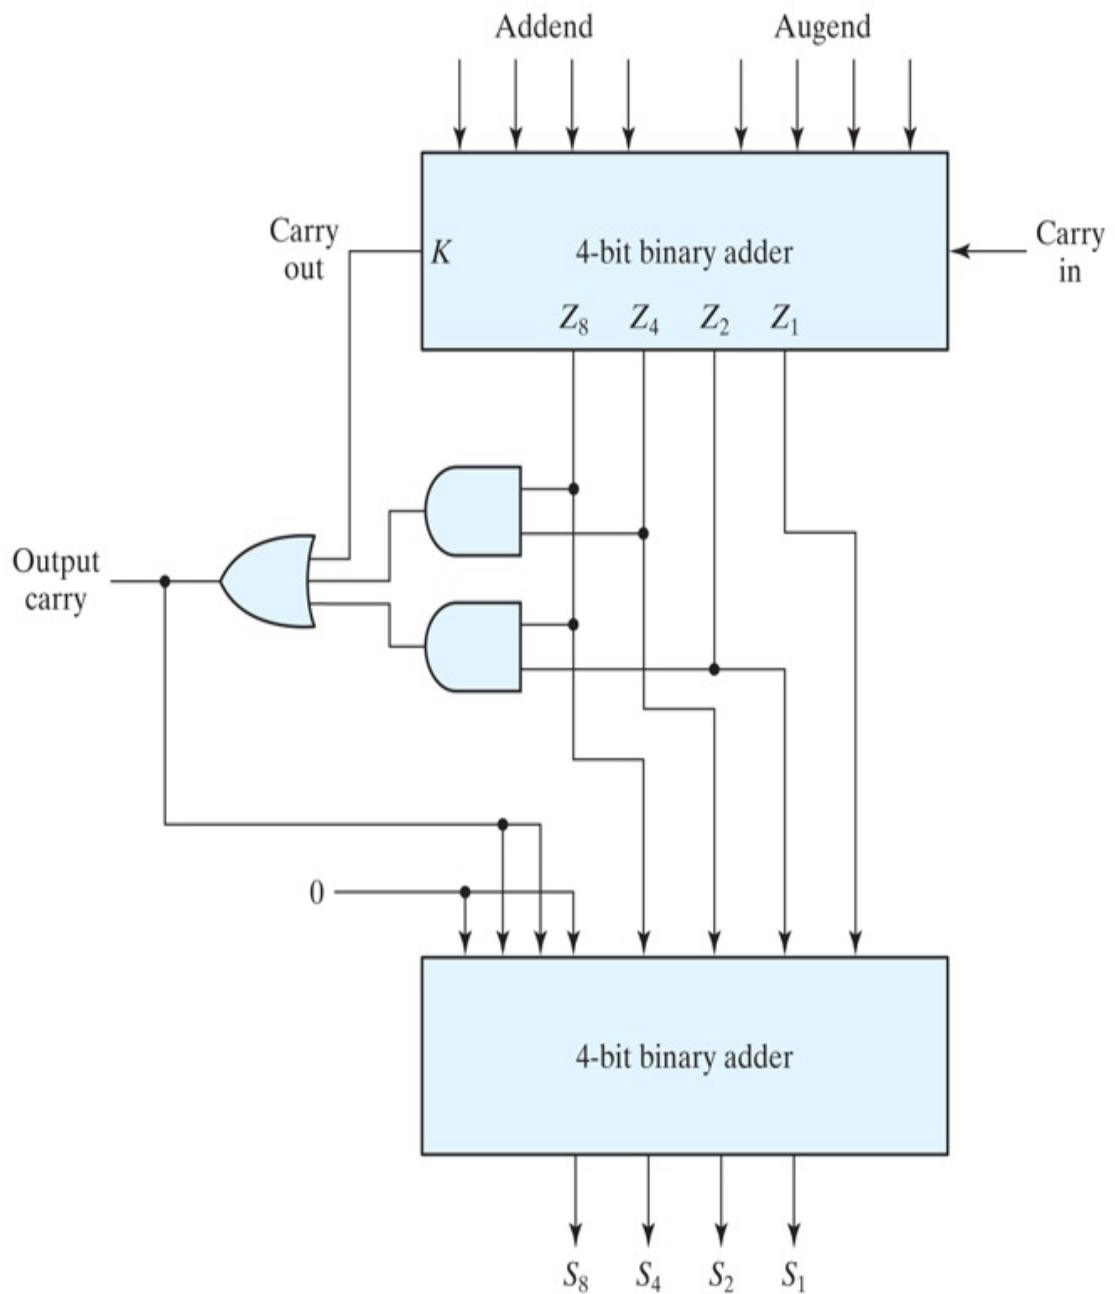 Addend
Augend
Carry
out
K
4-bit binary adder
Carry
in
Z8 Z4 Z2 Z1
Output
carry
0
4-bit binary adder
S8 S4 S2 S1